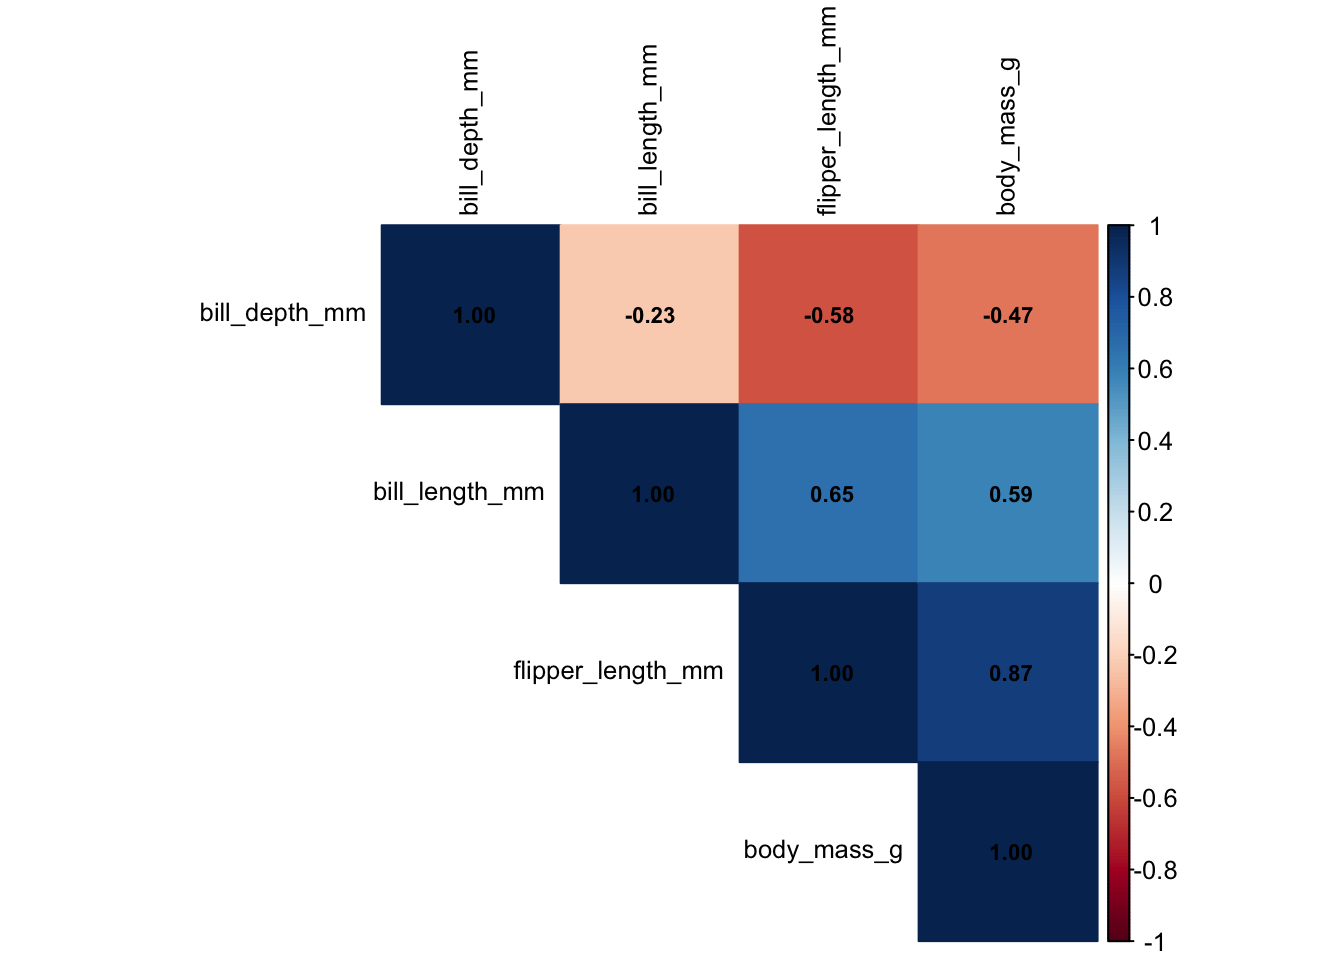 bill_depth_mm
bill_length_mm
flipper_length_mm
body_mass_g
bill_depth_mm 1.00 -0.23 -0.58 -0.47
bill_length_mm 1.00 0.65 0.59
flipper_length_mm 1.00 0.87
body_mass_g 1.00
1
0.8
0.6
0.4
0.2
0
-0.2
-0.4
-0.6
-0.8
-1